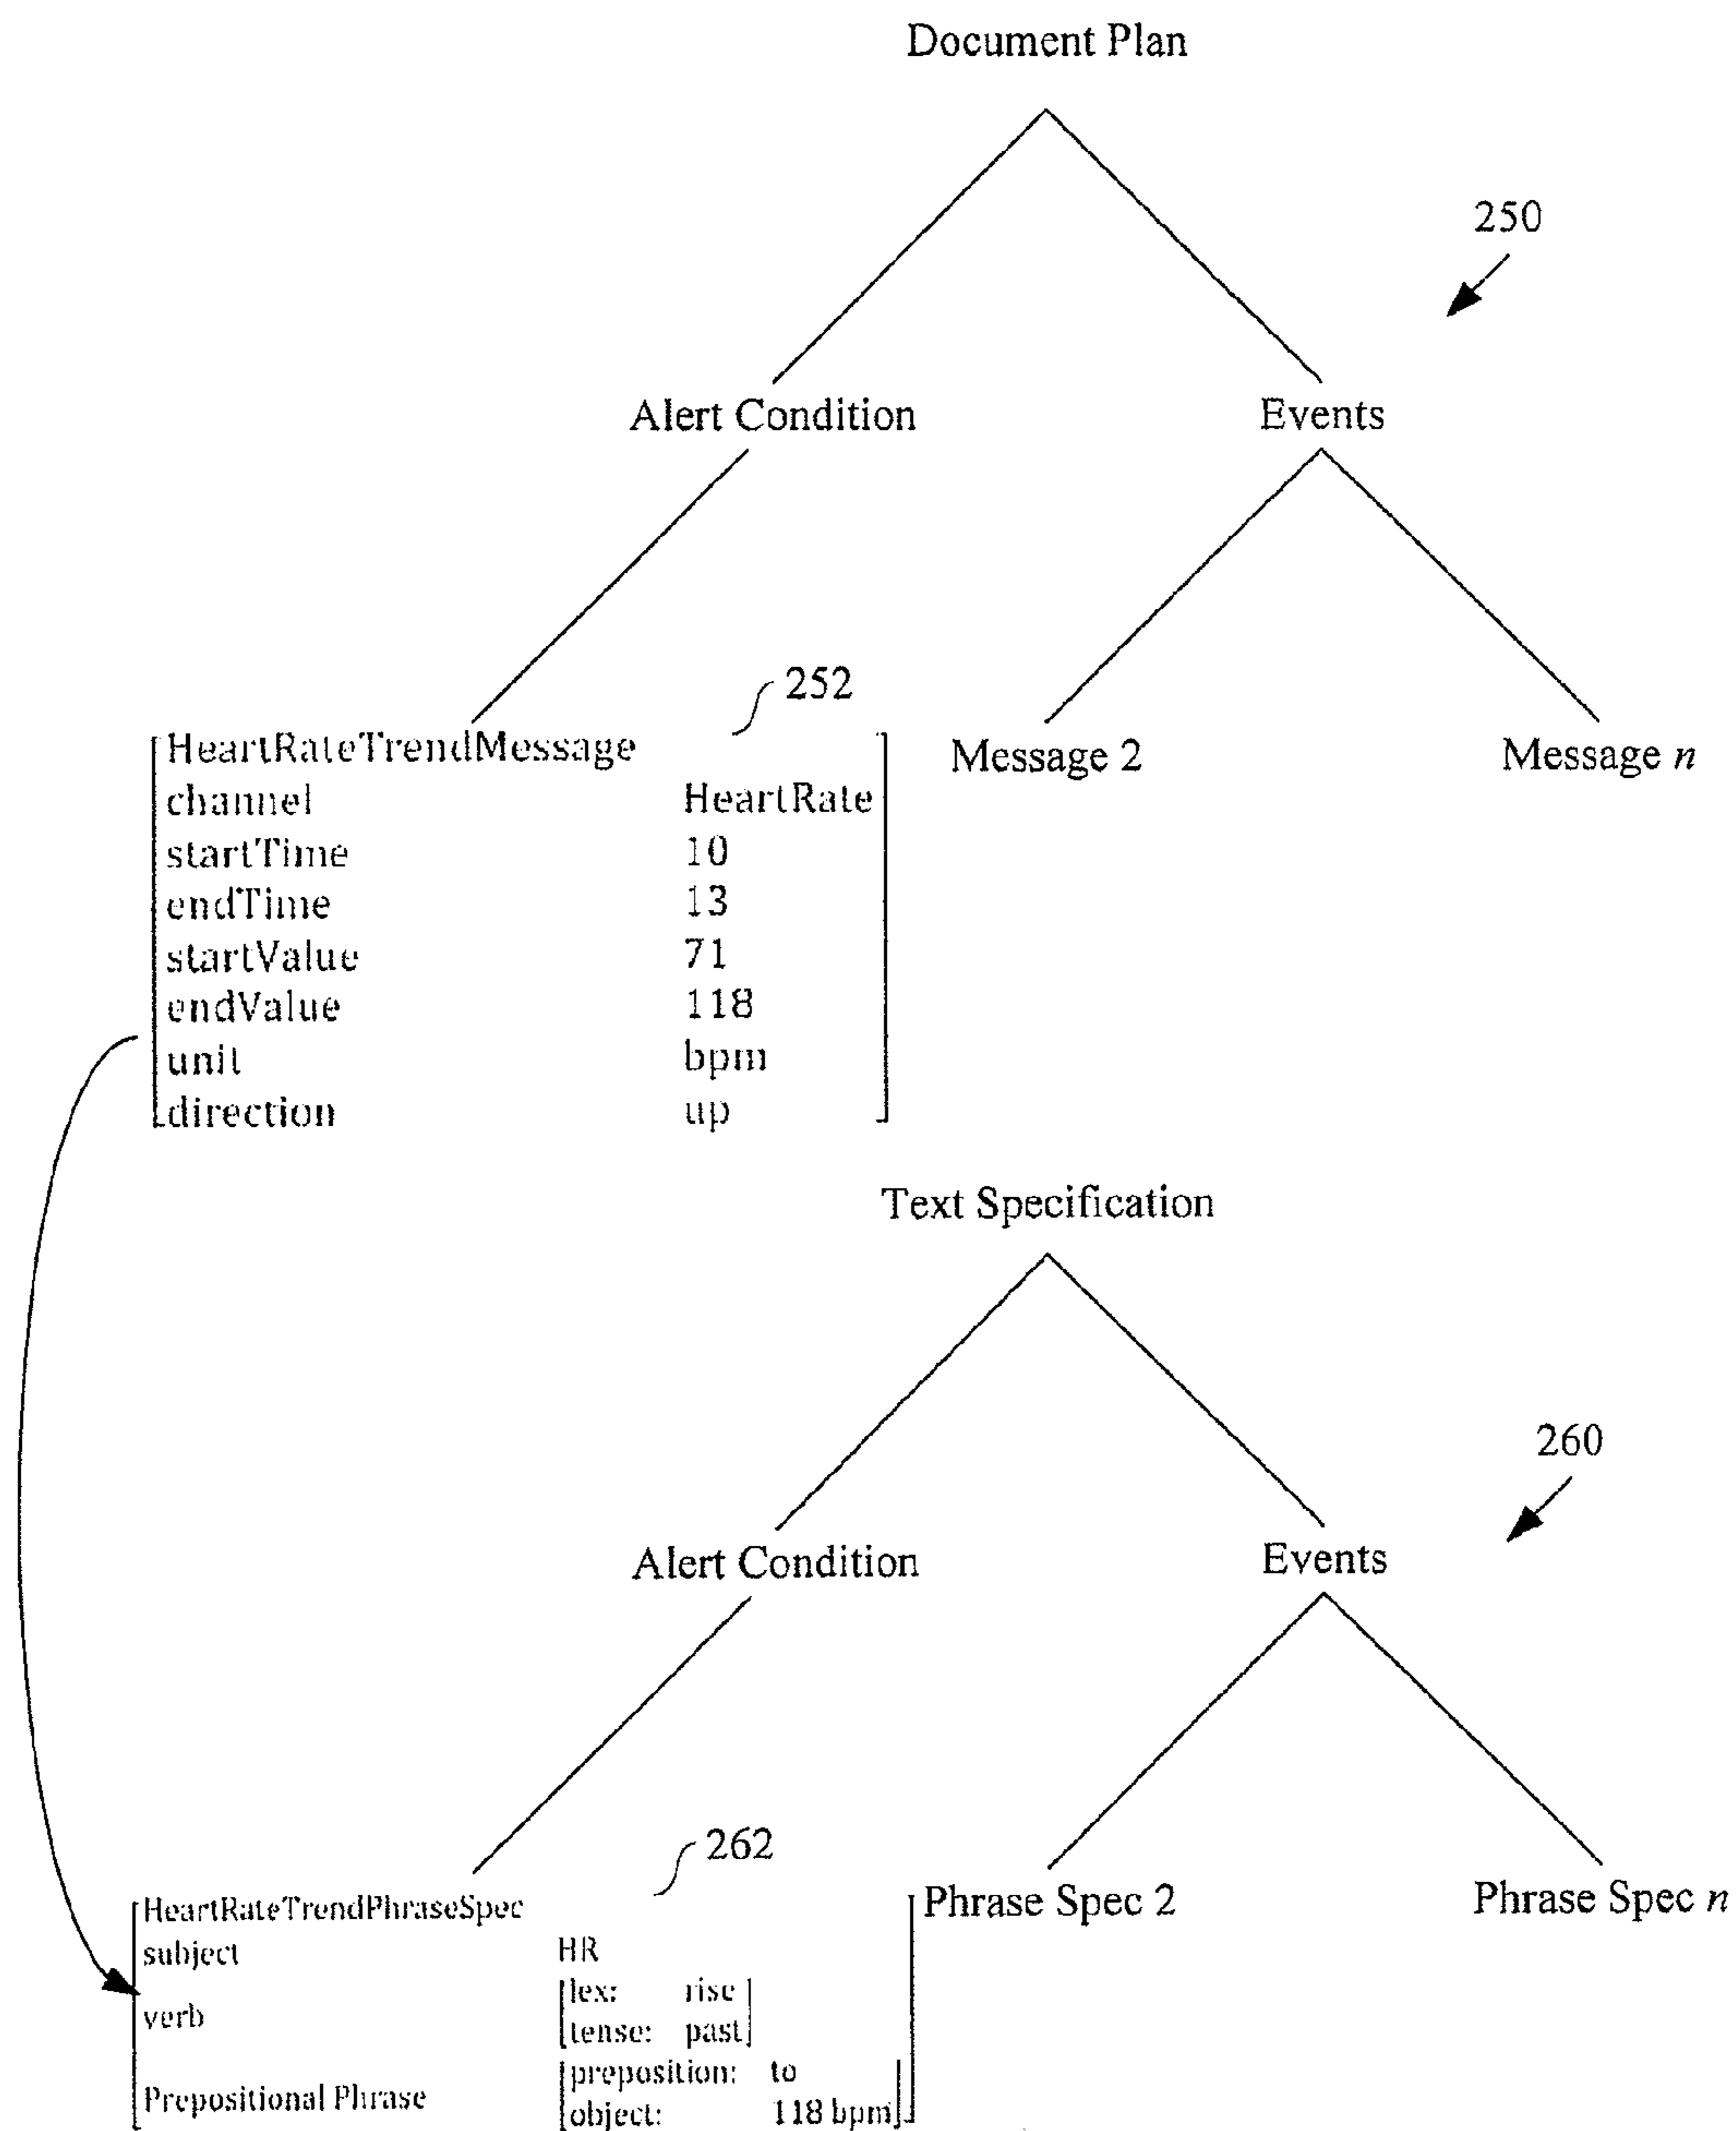 Document Plan
250
Alert Condition Events
252
HeartRateTrendMessage Message 2 Message n
channel HeartRate
startTime 10
endTime 13
startValue 71
endValue 118
unit bpm
direction up
Text Specification
260
Alert Condition Events
262
HeartRateTrendPhraseSpec Phrase Spec 2 Phrase Spec n
subject HR
lex: rise
verb
tense: past
preposition: to
Prepositional Phrase
object: 118 bpm